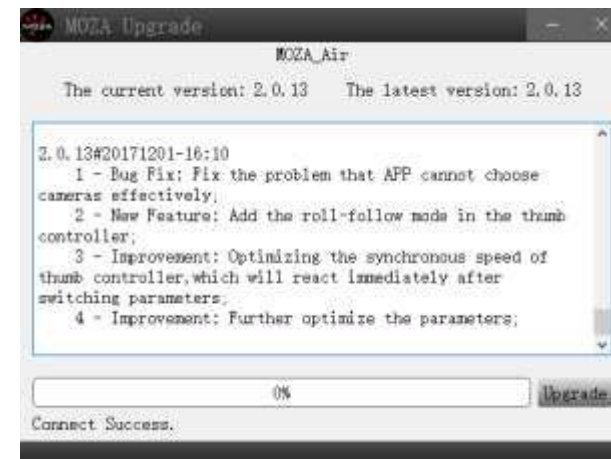 MOZA Upgrade
MOZA_Air
The current version: 2.0.13 The latest version: 2.0.13
2.0.13#20171201-16:10
1 - Bug Fix: Fix the problem that APP cannot choose
cameras effectively;
2 - New Feature: Add the roll-follow mode in the thumb
controller;
3 - Improvement: Optimizing the synchronous speed of
thumb controller,which will react immediately after
switching parameters;
4 - Improvement: Further optimize the parameters;
0%
Upgrade
Connect Success.